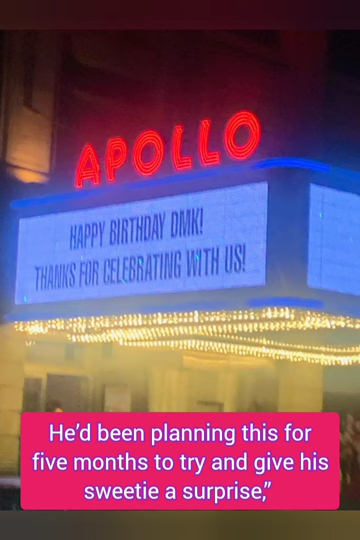 APOLLO
HAPPY BIRTHDAY DMK!
THANKS FOR CELEBRATING WITH US!
He’d been planning this for
five months to try and give his
sweetie a surprise,”